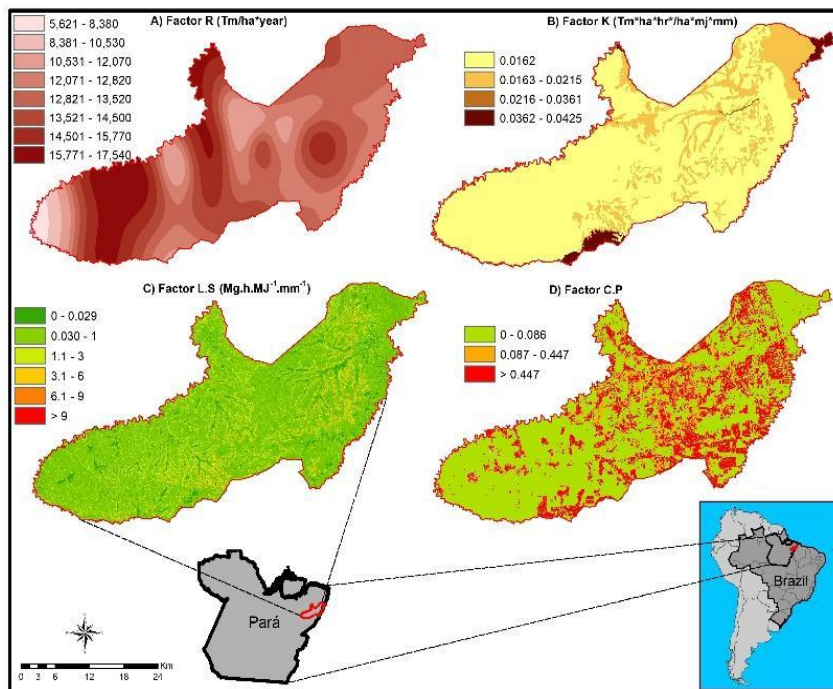 A) Factor R (Tm/ha*year)
5,621 - 8,380
8,381 - 10,530
10,531 - 12,070
12,071 - 12,820
12,821 - 13,520
13,521 - 14,500
14,501 - 15,770
15,771 - 17,540
B) Factor K (Tm*ha*hr*/ha*mj*mm)
0.0162
0.0163 - 0.0215
0.0216 - 0.0361
0.0362 - 0.0425
C) Factor L.S (Mg.h.MJ⁻¹.mm⁻¹)
0 - 0.029
0.030 - 1
1.1 - 3
3.1 - 6
6.1 - 9
> 9
D) Factor C.P
0 - 0.086
0.087 - 0.447
> 0.447
Pará
Brazil
Km
0 3 6 12 18 24